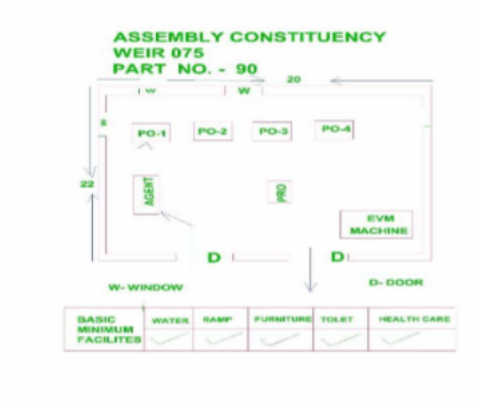 ASSEMBLY CONSTITUENCY
WEIR 075
PART NO. - 90
20
W W
W
PO-1 PO-2 PO-3 PO-4
22
AGENT
PRO
EVM
MACHINE
D D
W- WINDOW D- DOOR
BASIC
MINIMUM
FACILITES
WATER RAMP FURNITURE TOLET HEALTH CARE